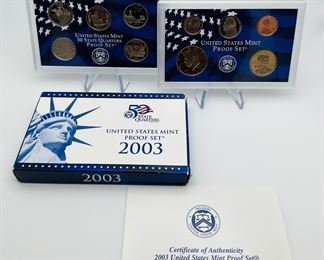 UNITED STATES MINT
50 STATE QUARTERS
PROOF SET
UNITED STATES MINT
PROOF SET
50
STATE
QUARTERS
UNITED STATES MINT
PROOF SET
2003
2003
Certificate of Authenticity
2003 United States Mint Proof Set®